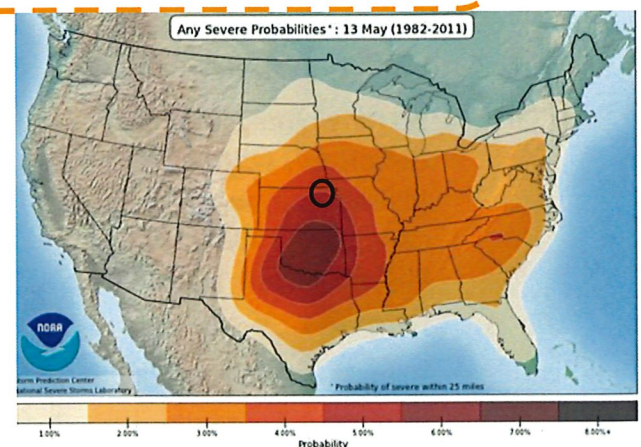 Any Severe Probabilities*: 13 May (1982-2011)
NOAA
Storm Prediction Center
National Severe Storms Laboratory
*Probability of severe within 25 miles
1.00% 2.00% 3.00% 4.00% 5.00% 6.00% 7.00% 8.00%+
Probability